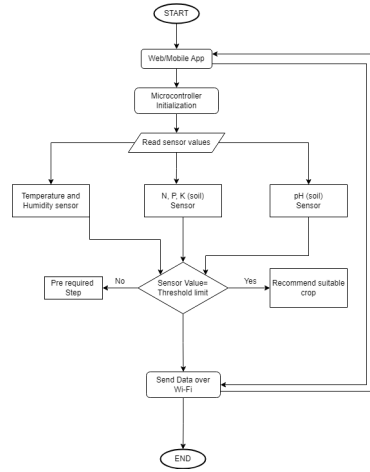 START
Web/Mobile App
Microcontroller
Initialization
Read sensor values
Temperature and
Humidity sensor
N, P, K (soil)
Sensor
pH (soil)
Sensor
Pre required
Step
No
Sensor Value=
Threshold limit
Yes
Recommend suitable
crop
Send Data over
Wi-Fi
END